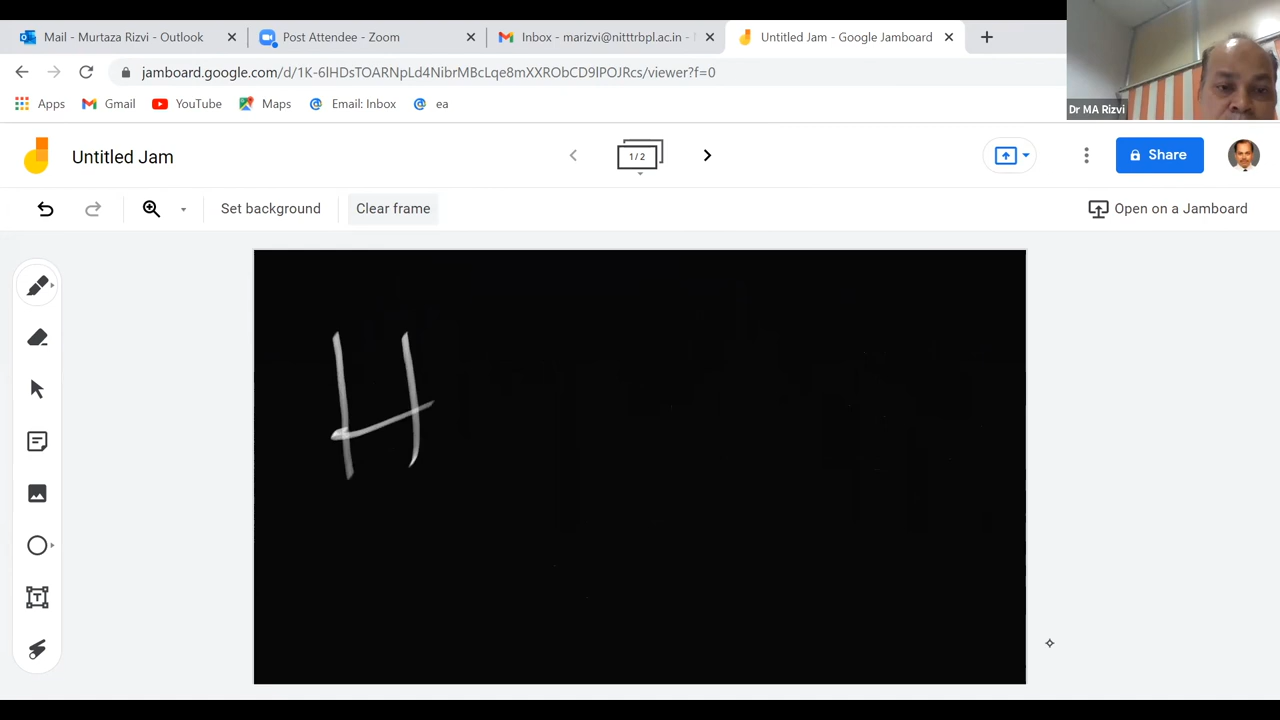 Mail - Murtaza Rizvi - Outlook Post Attendee - Zoom Inbox - marizvi@nitttrbpl.ac.in - Untitled Jam - Google Jamboard
jamboard.google.com/d/1K-6lHDsTOARNpLd4NibrMBcLqe8mXXRObCD9lPOJRcs/viewer?f=0
Apps Gmail YouTube Maps Email: Inbox ea
Dr MA Rizvi
Untitled Jam 1/2 Share
Set background Clear frame Open on a Jamboard
H